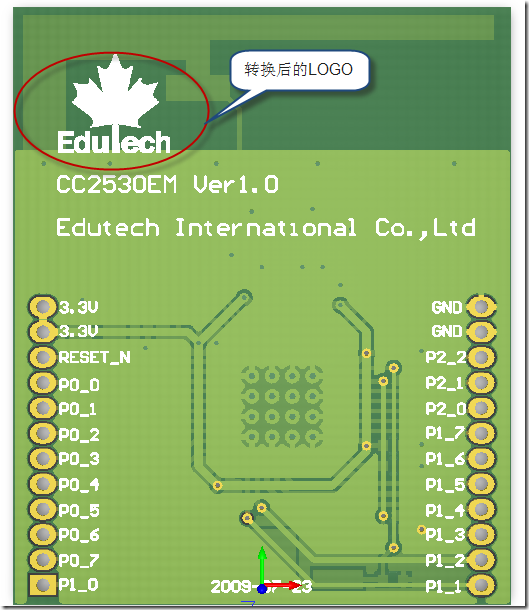 转换后的LOGO
Edutech
CC2530EM Ver1.0
Edutech International Co.,Ltd
3.3V
GND
3.3V
GND
RESET_N
P2_2
P0_0
P2_1
P0_1
P2_0
P0_2
P1_7
P0_3
P1_6
P0_4
P1_5
P0_5
P1_4
P0_6
P1_3
P0_7
P1_2
P1_0
2009-07-23
P1_1